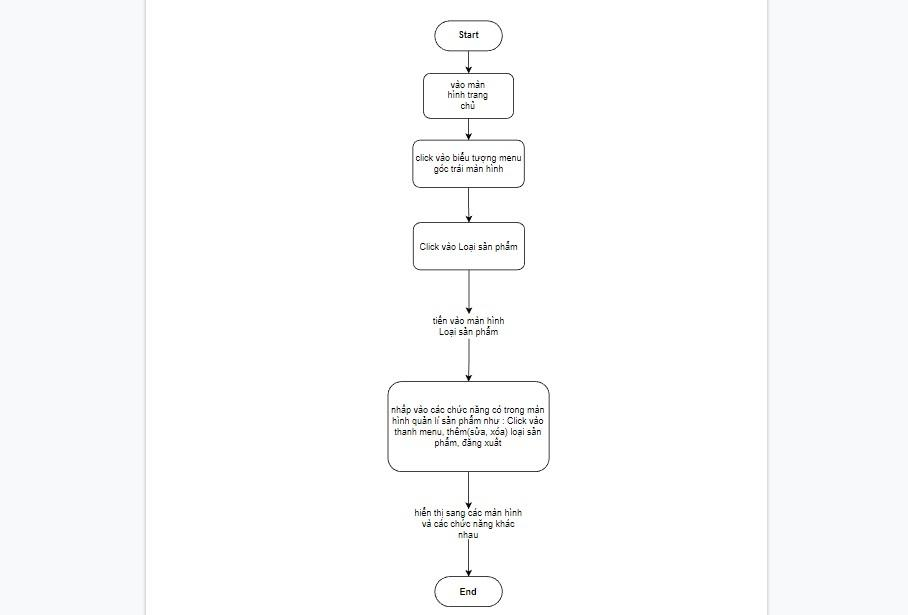 Start
vào màn
hình trang
chủ
click vào biểu tượng menu
góc trái màn hình
Click vào Loại sản phẩm
tiến vào màn hình
Loại sản phẩm
nhấp vào các chức năng có trong màn
hình quản lí sản phẩm như : Click vào
thanh menu, thêm(sửa, xóa) loại sản
phẩm, đăng xuất
hiển thị sang các màn hình
và các chức năng khác
nhau
End